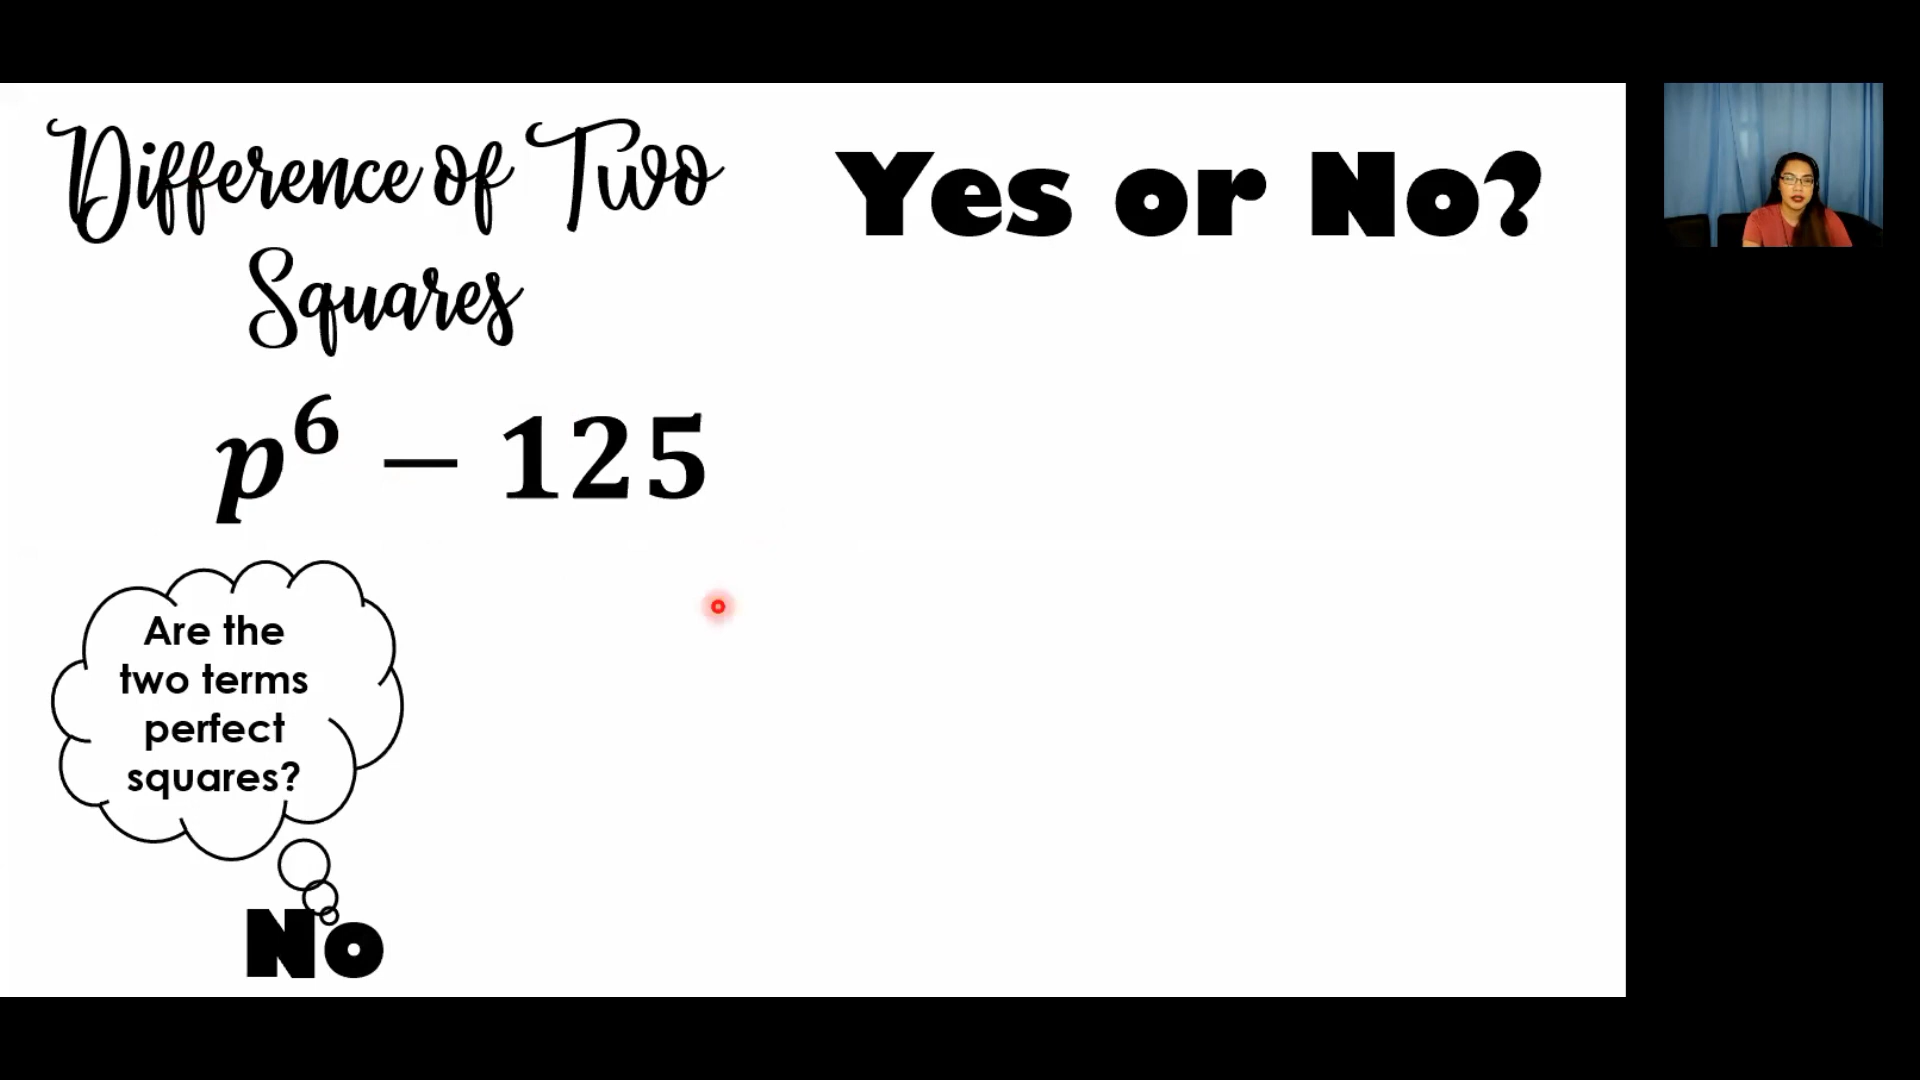 Difference of Two
Squares
Yes or No?
p⁶ − 125
Are the
two terms
perfect
squares?
No